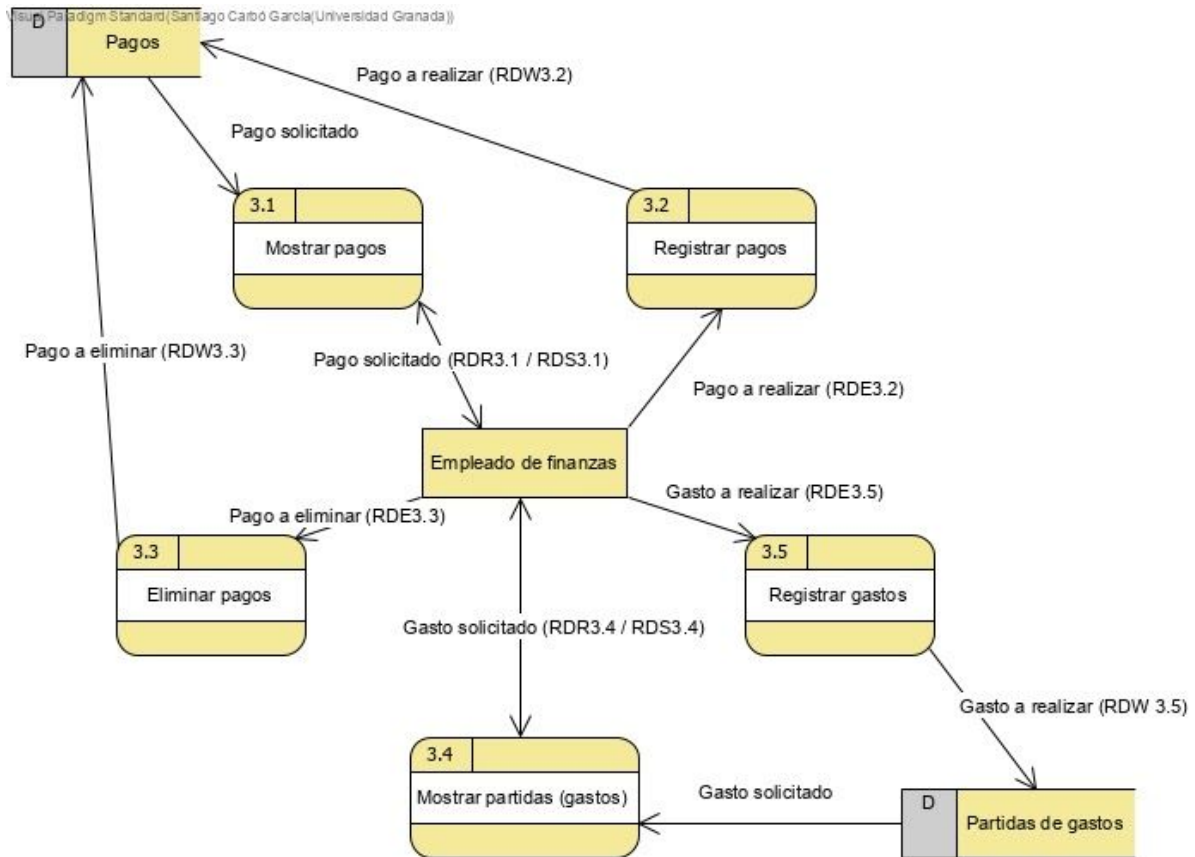 Visual Paradigm Standard(Santiago Carbó García(Universidad Granada))
D
Pagos
Pago a realizar (RDW3.2)
Pago solicitado
3.1
Mostrar pagos
3.2
Registrar pagos
Pago a eliminar (RDW3.3)
Pago solicitado (RDR3.1 / RDS3.1)
Pago a realizar (RDE3.2)
Empleado de finanzas
Gasto a realizar (RDE3.5)
Pago a eliminar (RDE3.3)
3.3
Eliminar pagos
3.5
Registrar gastos
Gasto solicitado (RDR3.4 / RDS3.4)
Gasto a realizar (RDW 3.5)
3.4
Mostrar partidas (gastos)
Gasto solicitado
D
Partidas de gastos